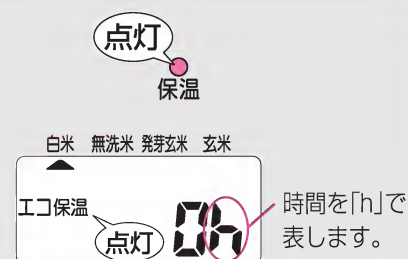 点灯
保温
白米 無洗米 発芽玄米 玄米
エコ保温
点灯
0h
時間を「h」で
表します。